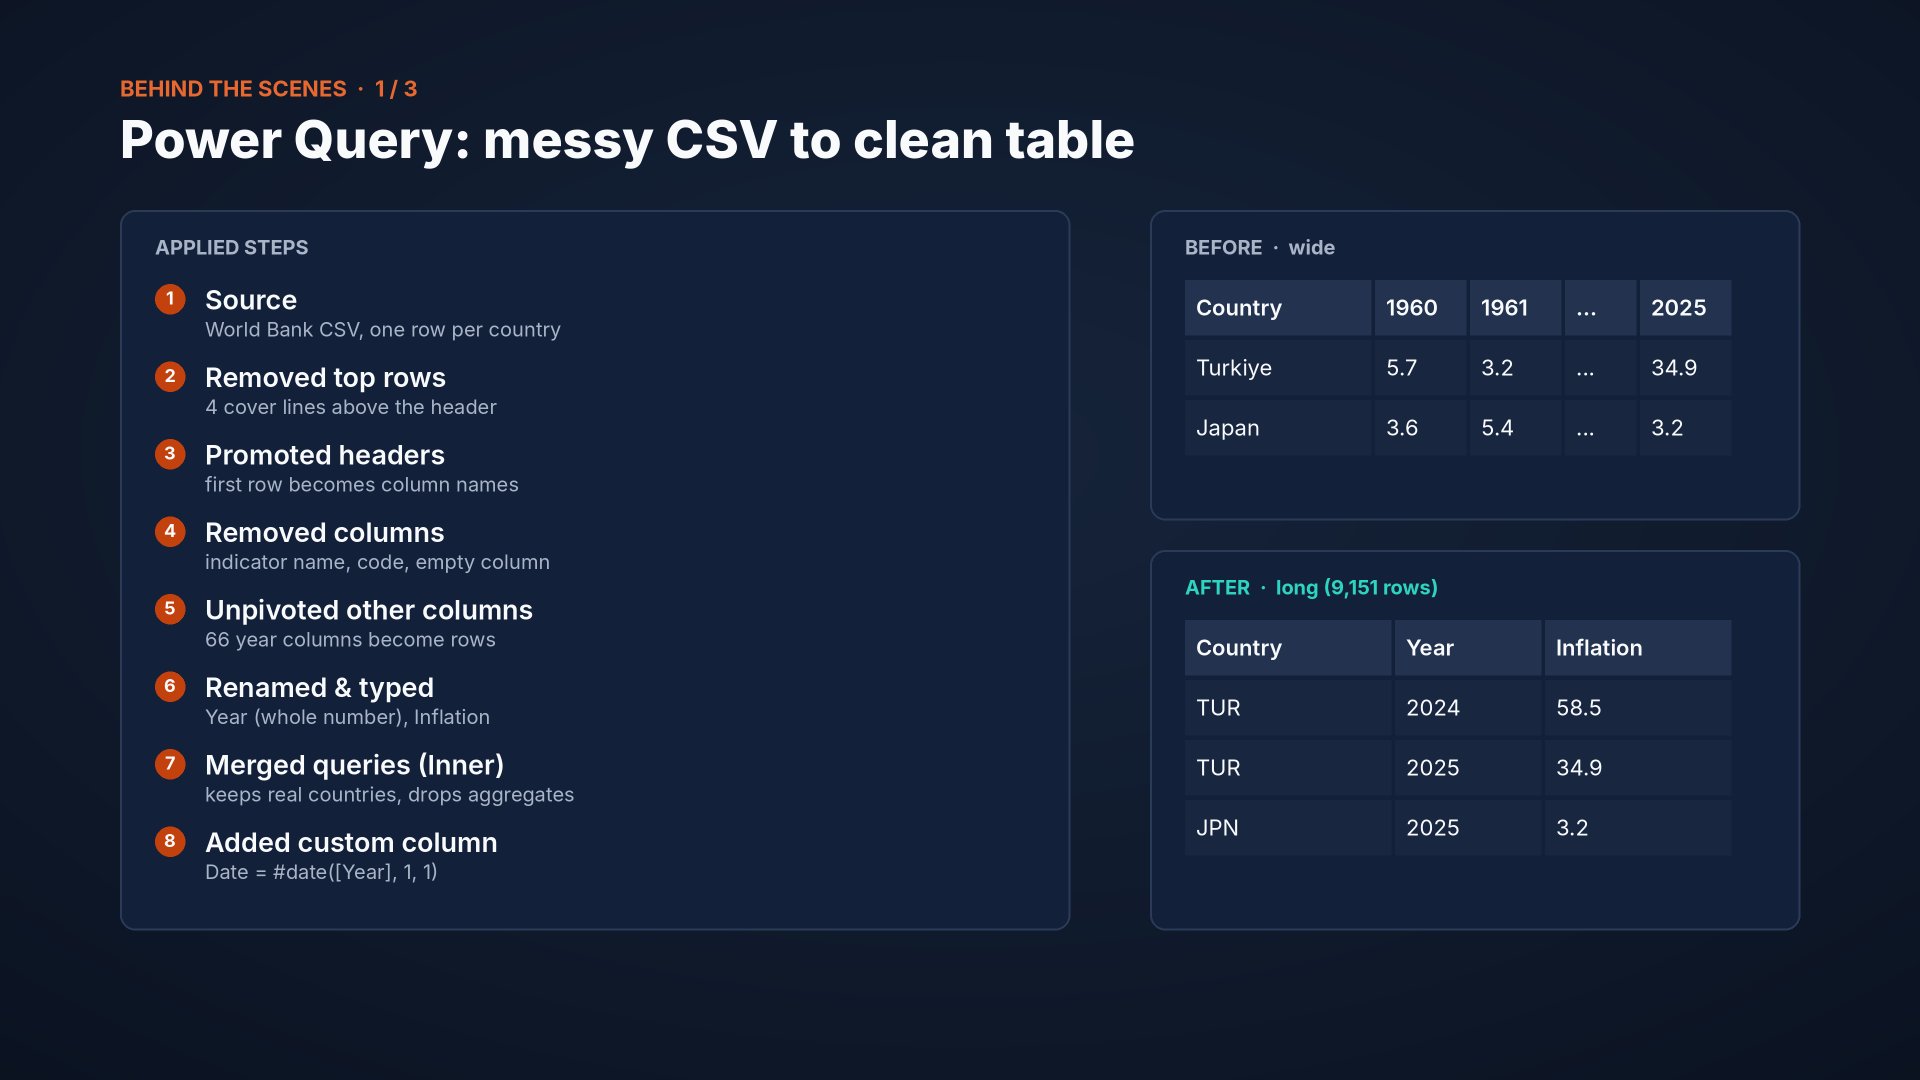 BEHIND THE SCENES · 1 / 3
Power Query: messy CSV to clean table
APPLIED STEPS
1 Source
World Bank CSV, one row per country
2 Removed top rows
4 cover lines above the header
3 Promoted headers
first row becomes column names
4 Removed columns
indicator name, code, empty column
5 Unpivoted other columns
66 year columns become rows
6 Renamed & typed
Year (whole number), Inflation
7 Merged queries (Inner)
keeps real countries, drops aggregates
8 Added custom column
Date = #date([Year], 1, 1)
BEFORE · wide
Country 1960 1961 ... 2025
Turkiye 5.7 3.2 ... 34.9
Japan 3.6 5.4 ... 3.2
AFTER · long (9,151 rows)
Country Year Inflation
TUR 2024 58.5
TUR 2025 34.9
JPN 2025 3.2